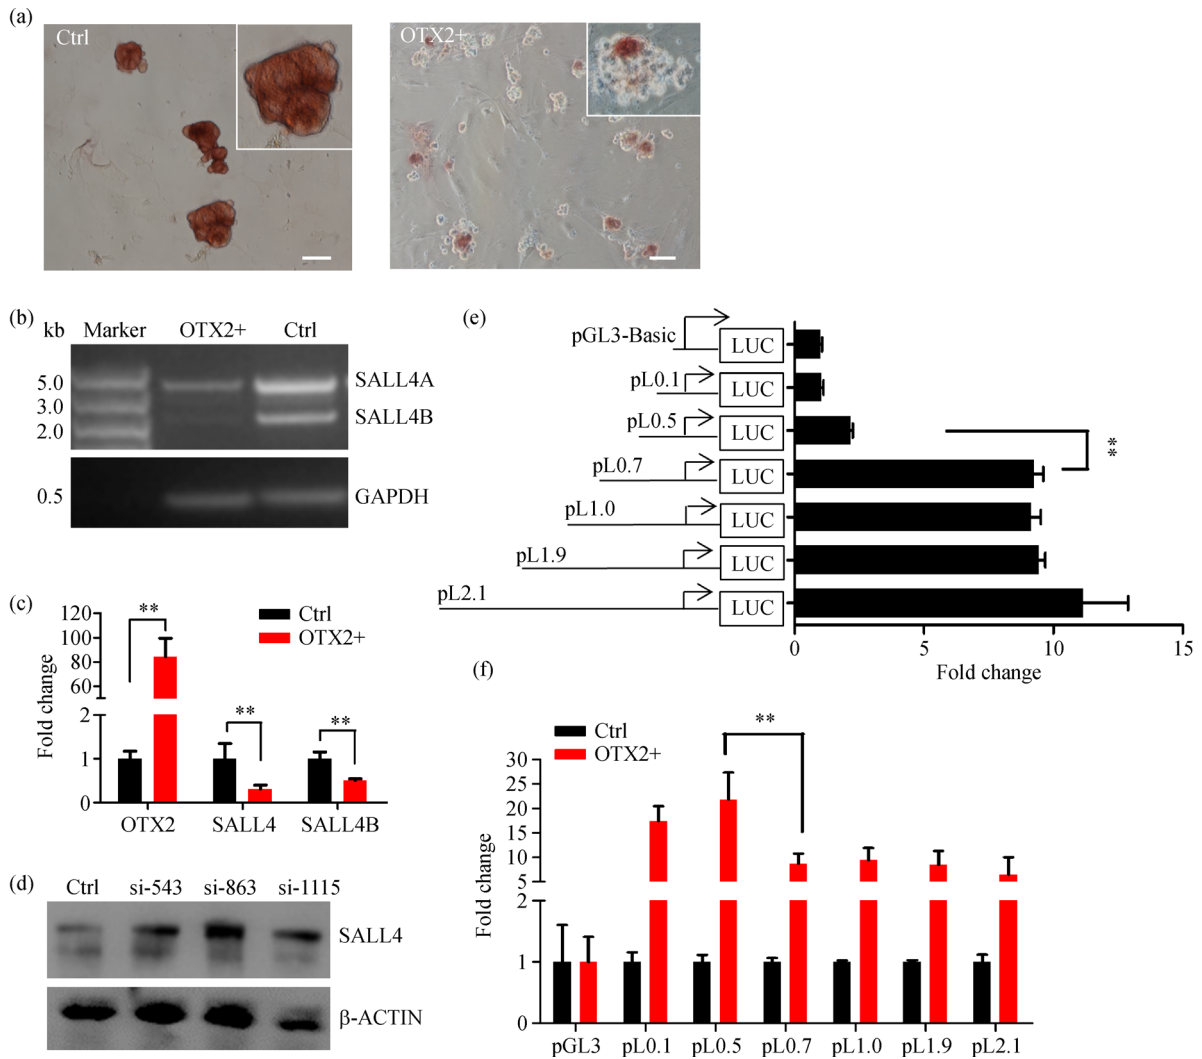 (a)
Ctrl
OTX2+
(b)
kb Marker OTX2+ Ctrl
5.0 SALL4A
3.0 SALL4B
2.0
0.5 GAPDH
(c)
Ctrl
OTX2+
Fold change
120
100
80
60
2
1
0
** ** **
OTX2 SALL4 SALL4B
(d)
Ctrl si-543 si-863 si-1115
SALL4
β-ACTIN
(e)
pGL3-Basic LUC
pL0.1 LUC
pL0.5 LUC
**
pL0.7 LUC
pL1.0 LUC
pL1.9 LUC
pL2.1 LUC
0 5 10 15
Fold change
(f)
Ctrl
OTX2+
**
Fold change
30
25
20
15
10
5
2
1
0
pGL3 pL0.1 pL0.5 pL0.7 pL1.0 pL1.9 pL2.1